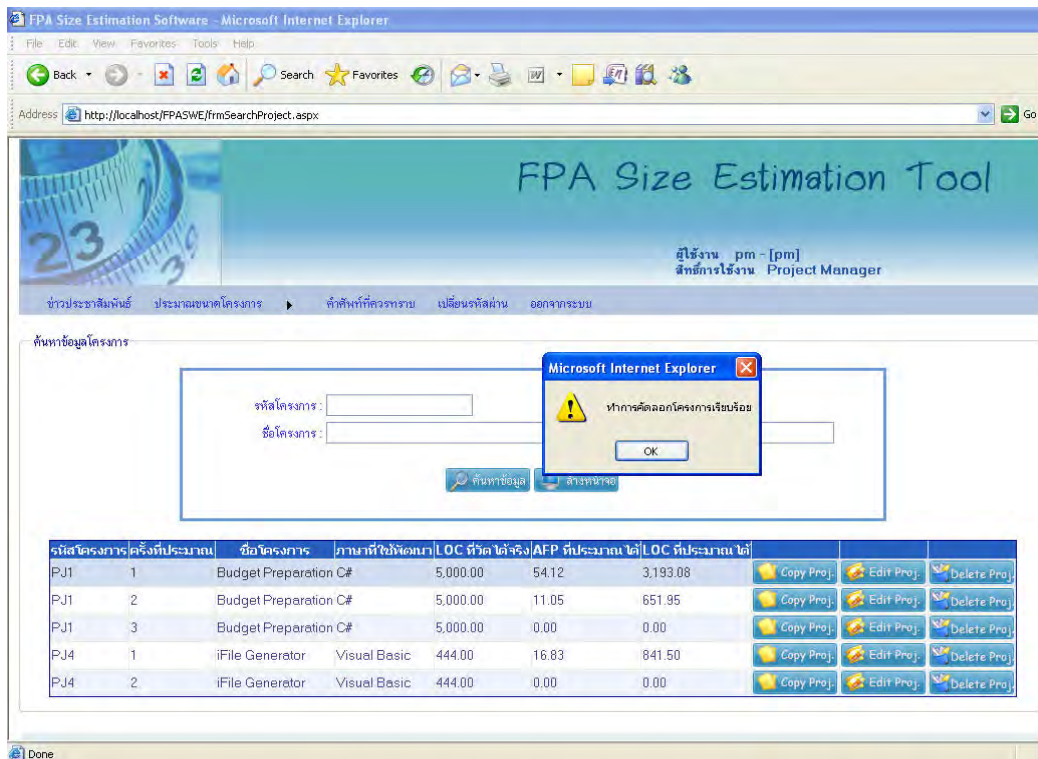 FPA Size Estimation Software - Microsoft Internet Explorer
File Edit View Favorites Tools Help
Back Search Favorites
Address http://localhost/FPASWE/frmSearchProject.aspx Go
23
3
FPA Size Estimation Tool
ผู้ใช้งาน pm - [pm]
สิทธิ์การใช้งาน Project Manager
ข่าวประชาสัมพันธ์ ประมาณขนาดโครงการ คำศัพท์ที่ควรทราบ เปลี่ยนรหัสผ่าน ออกจากระบบ
ค้นหาข้อมูลโครงการ
Microsoft Internet Explorer
ทำการคัดลอกโครงการเรียบร้อย
OK
รหัสโครงการ :
ชื่อโครงการ :
ค้นหาข้อมูล ล้างหน้าจอ
รหัสโครงการ ครั้งที่ประมาณ ชื่อโครงการ ภาษาที่ใช้พัฒนา LOC ที่วัดได้จริง AFP ที่ประมาณได้ LOC ที่ประมาณได้
PJ1 1 Budget Preparation C# 5,000.00 54.12 3,193.08 Copy Proj. Edit Proj. Delete Proj.
PJ1 2 Budget Preparation C# 5,000.00 11.05 651.95 Copy Proj. Edit Proj. Delete Proj.
PJ1 3 Budget Preparation C# 5,000.00 0.00 0.00 Copy Proj. Edit Proj. Delete Proj.
PJ4 1 iFile Generator Visual Basic 444.00 16.83 841.50 Copy Proj. Edit Proj. Delete Proj.
PJ4 2 iFile Generator Visual Basic 444.00 0.00 0.00 Copy Proj. Edit Proj. Delete Proj.
Done